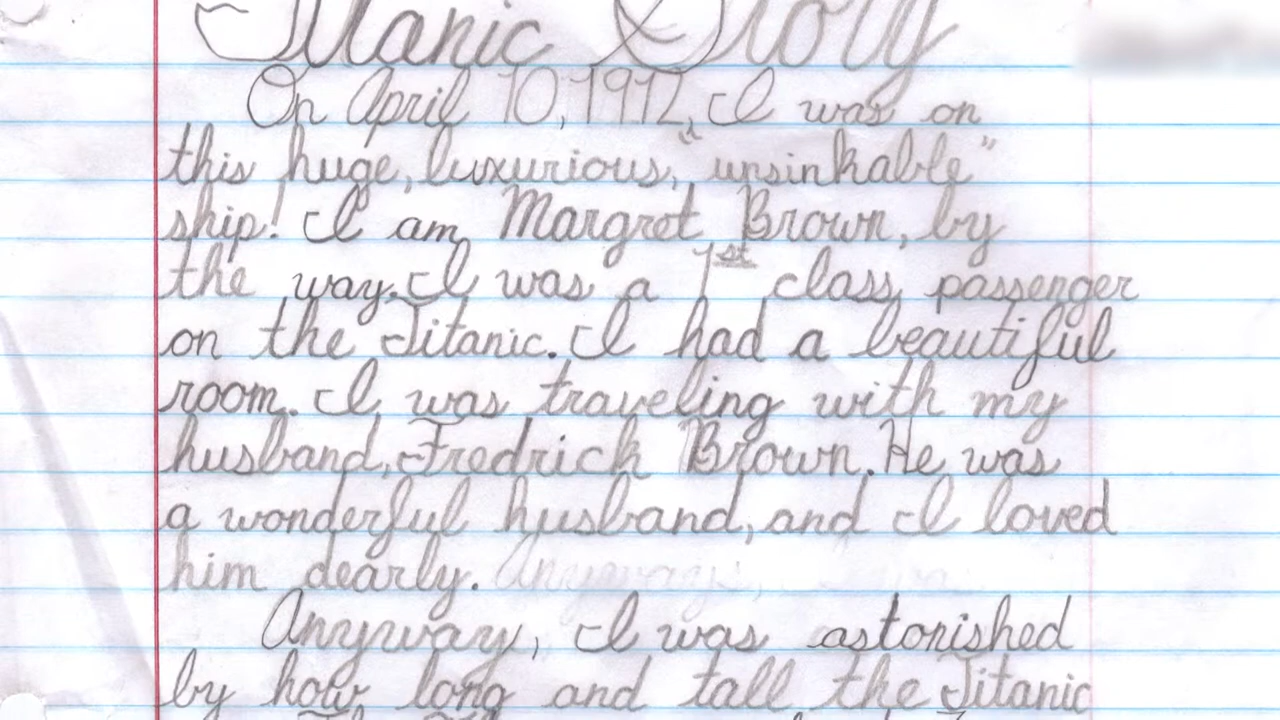 Titanic Story
On April 10, 1912, I was on
this huge, luxurious, "unsinkable"
ship! I am Margret Brown, by
the way. I was a 1st class passenger
on the Titanic. I had a beautiful
room. I was traveling with my
husband, Fredrick Brown. He was
a wonderful husband, and I loved
him dearly. Anyway,
Anyway, I was astonished
by how long and tall the Titanic